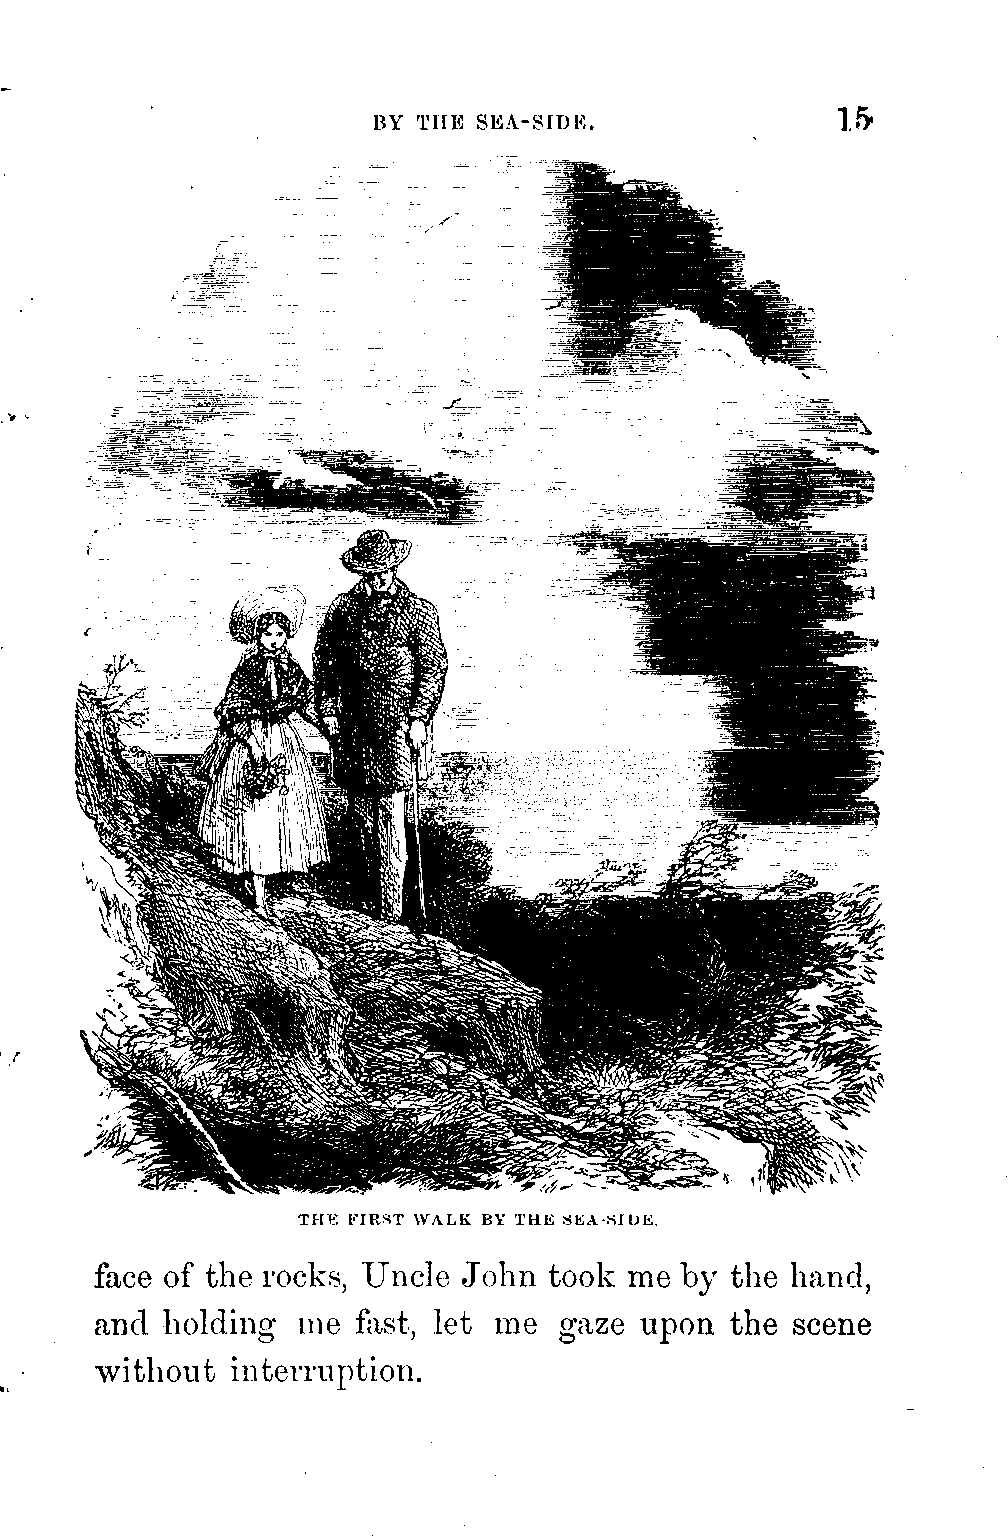 BY THE SEA-SIDE. 15
THE FIRST WALK BY THE SEA-SIDE.
face of the rocks, Uncle John took me by the hand,
and holding me fast, let me gaze upon the scene
without interruption.